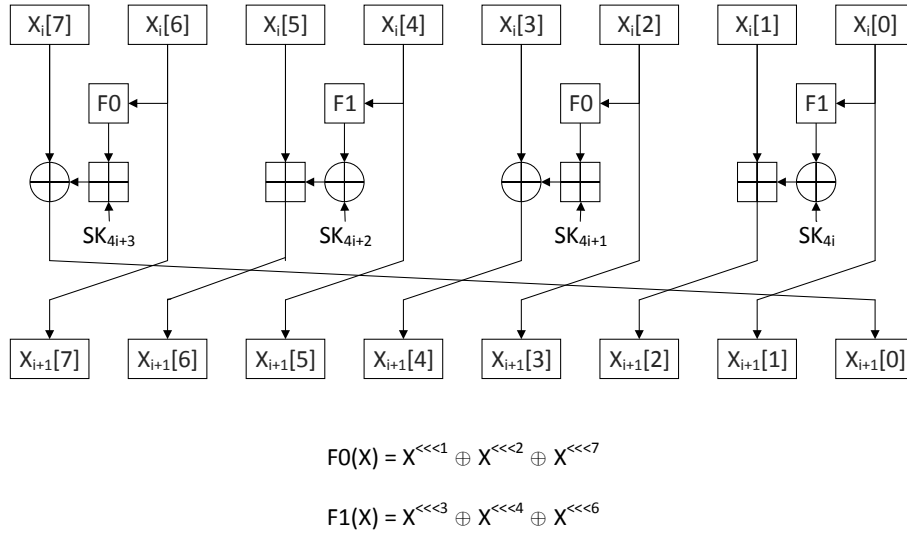 Xᵢ[7] Xᵢ[6] Xᵢ[5] Xᵢ[4] Xᵢ[3] Xᵢ[2] Xᵢ[1] Xᵢ[0]
F0 F1 F0 F1
SK₄ᵢ₊₃ SK₄ᵢ₊₂ SK₄ᵢ₊₁ SK₄ᵢ
Xᵢ₊₁[7] Xᵢ₊₁[6] Xᵢ₊₁[5] Xᵢ₊₁[4] Xᵢ₊₁[3] Xᵢ₊₁[2] Xᵢ₊₁[1] Xᵢ₊₁[0]
F0(X) = X^<<<1 ⊕ X^<<<2 ⊕ X^<<<7
F1(X) = X^<<<3 ⊕ X^<<<4 ⊕ X^<<<6